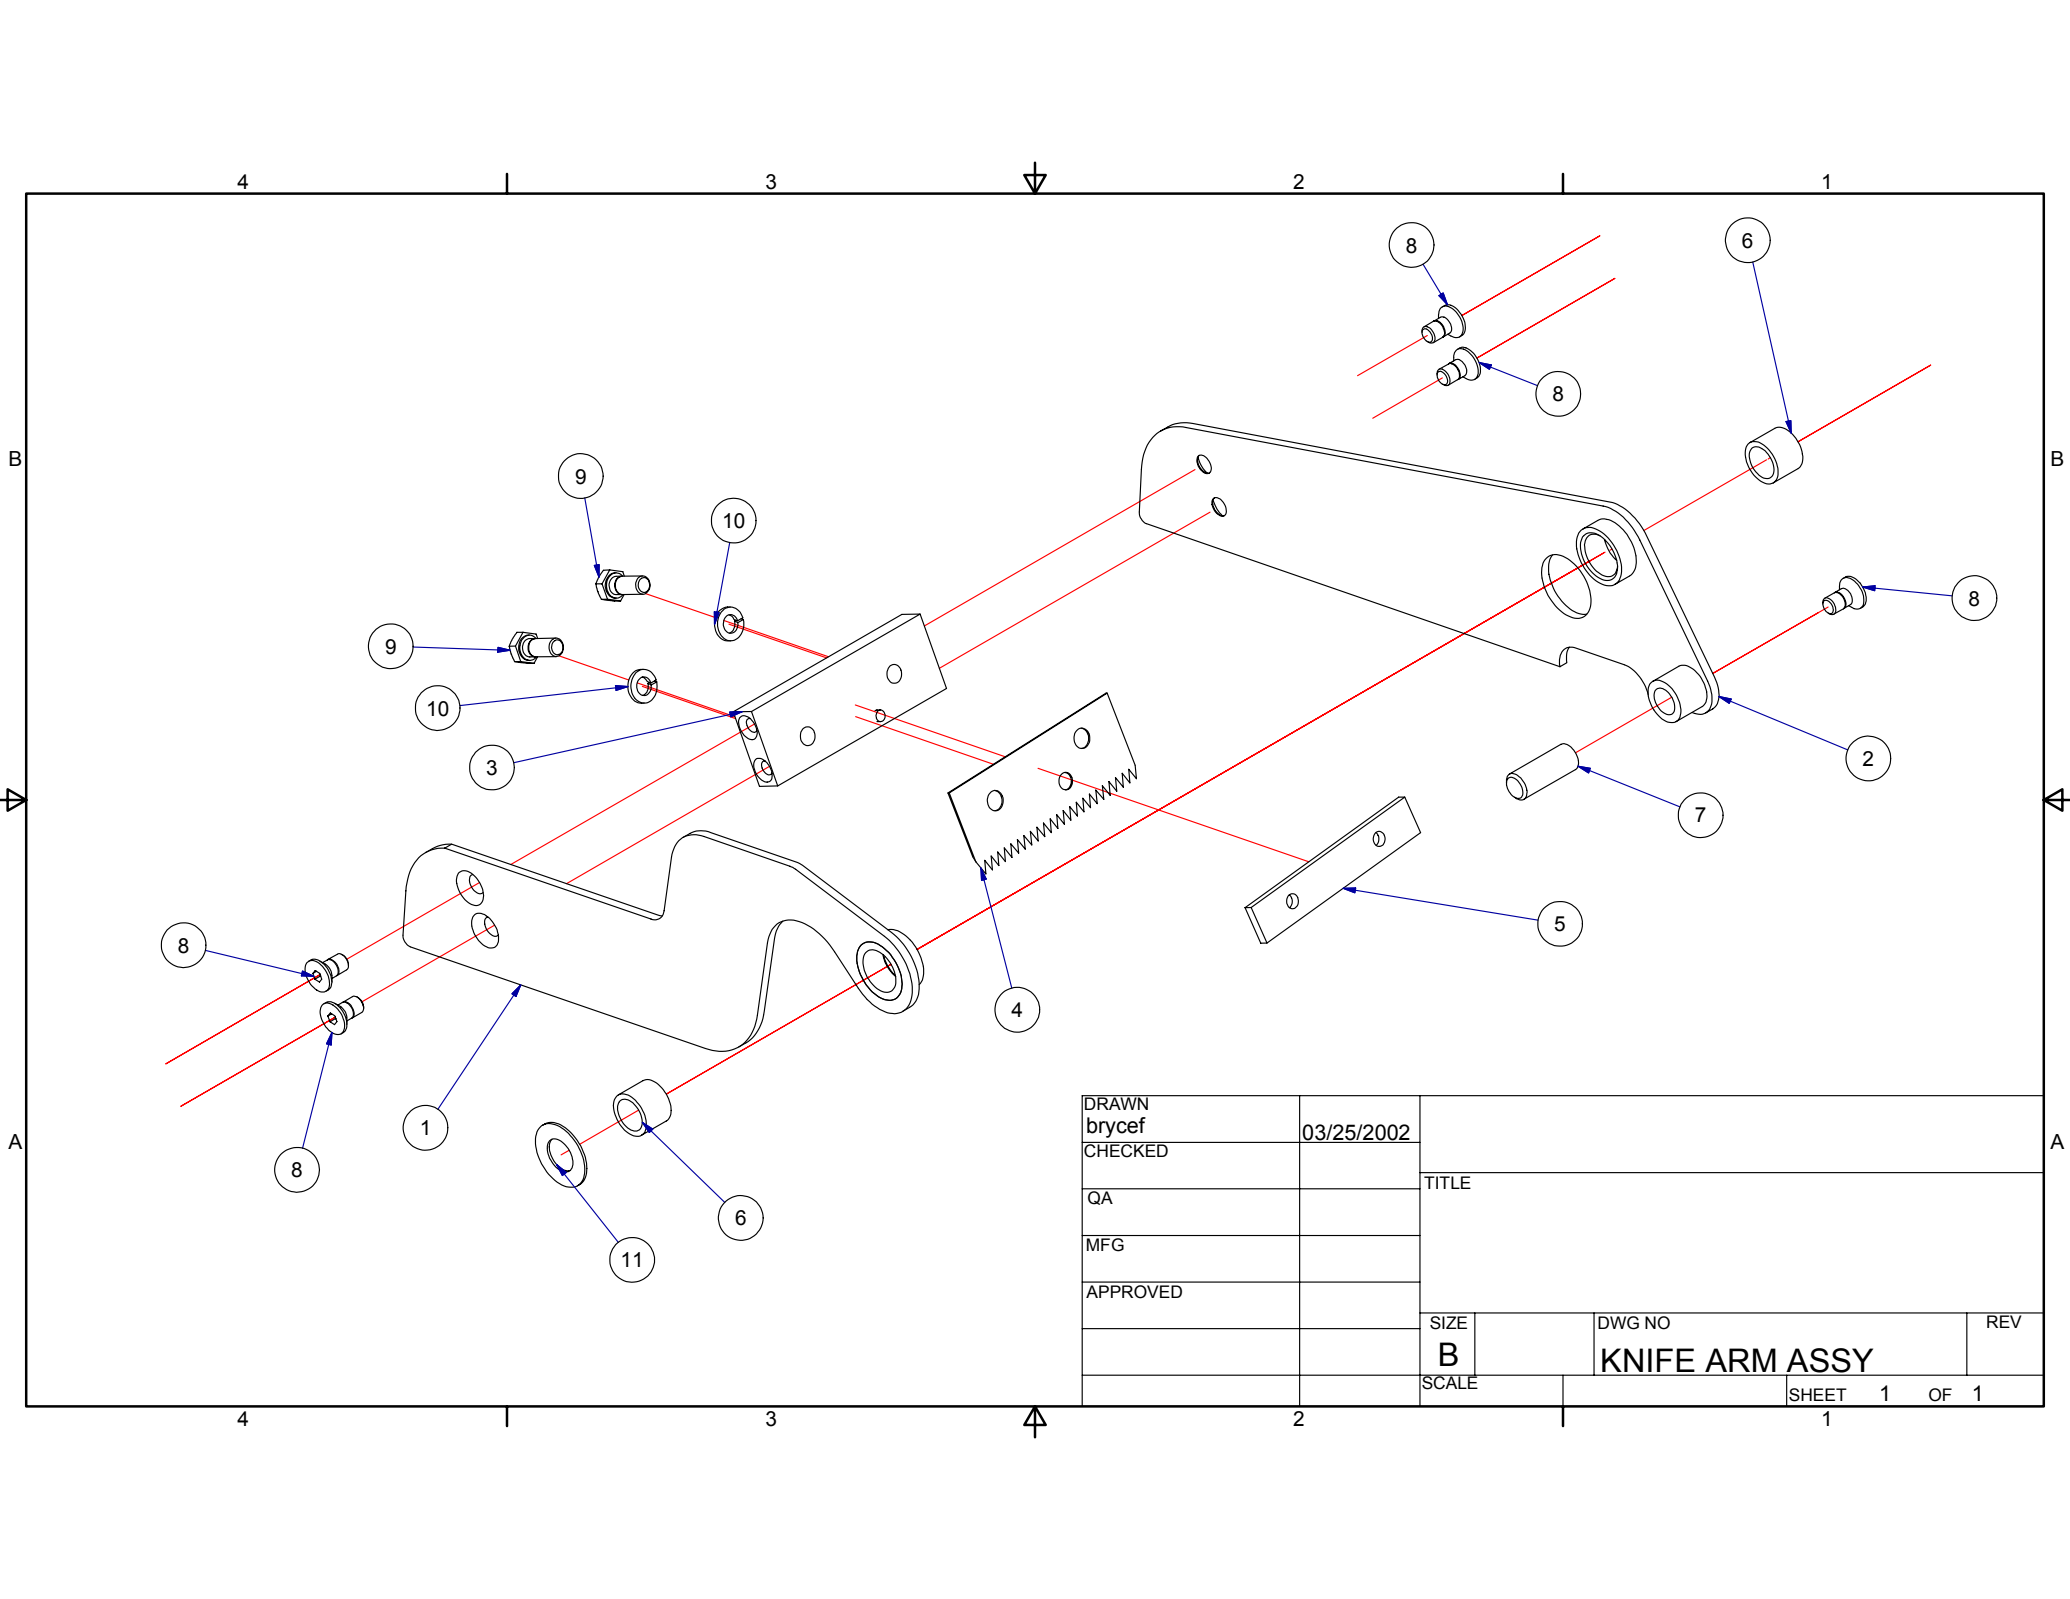 4 3 2 1
8
6
8
B B
9
10
8
9
10
3
2
7
5
8
4
1
8
6
11
A A
DRAWN
brycef 03/25/2002
CHECKED
QA
MFG
APPROVED
TITLE
SIZE
B
DWG NO
KNIFE ARM ASSY
REV
SCALE
SHEET 1 OF 1
4 3 2 1